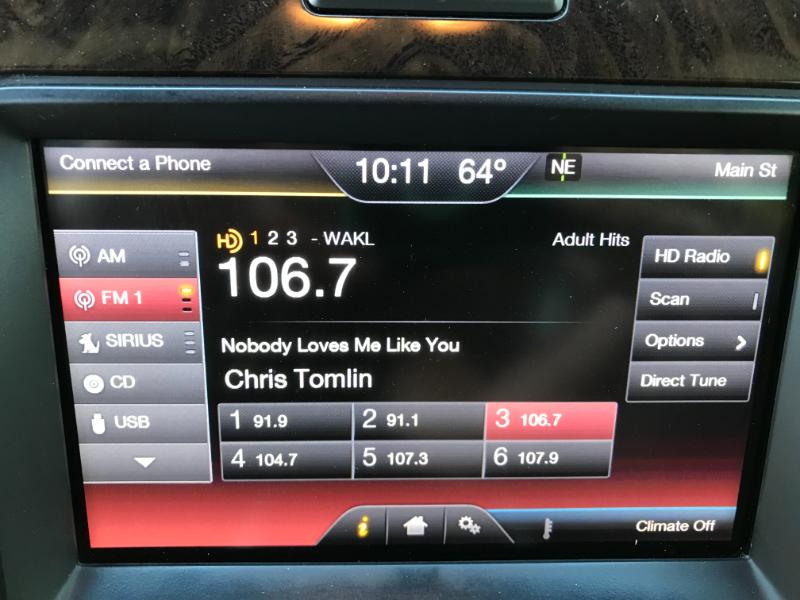 Connect a Phone
10:11 64°
NE
Main St
HD 1 2 3 - WAKL
Adult Hits
106.7
AM
FM 1
SIRIUS
CD
USB
Nobody Loves Me Like You
Chris Tomlin
1 91.9
2 91.1
3 106.7
4 104.7
5 107.3
6 107.9
HD Radio
Scan
Options
Direct Tune
i
Climate Off